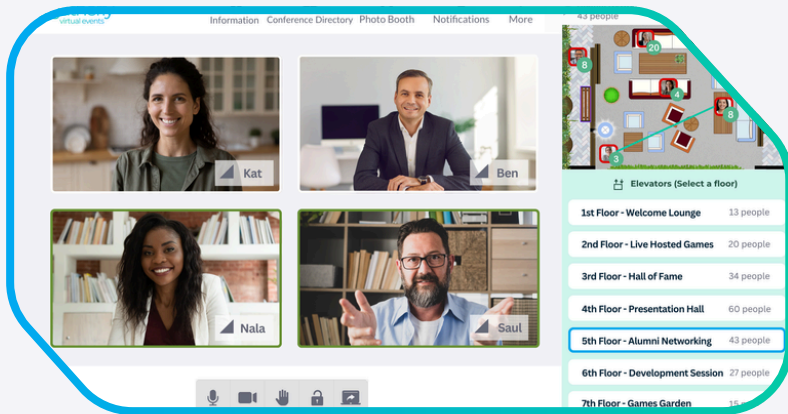 virtual events
Information Conference Directory Photo Booth Notifications More
43 people
Kat
Ben
Nala
Saul
20
8
4
8
3
Elevators (Select a floor)
1st Floor - Welcome Lounge 13 people
2nd Floor - Live Hosted Games 20 people
3rd Floor - Hall of Fame 34 people
4th Floor - Presentation Hall 60 people
5th Floor - Alumni Networking 43 people
6th Floor - Development Session 27 people
7th Floor - Games Garden 15